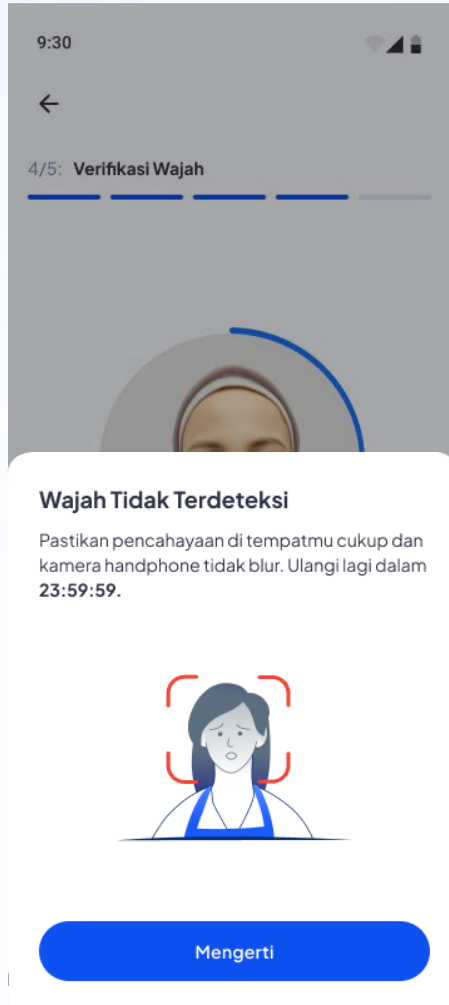 9:30
4/5: Verifikasi Wajah
Wajah Tidak Terdeteksi
Pastikan pencahayaan di tempatmu cukup dan
kamera handphone tidak blur. Ulangi lagi dalam
23:59:59.
Mengerti